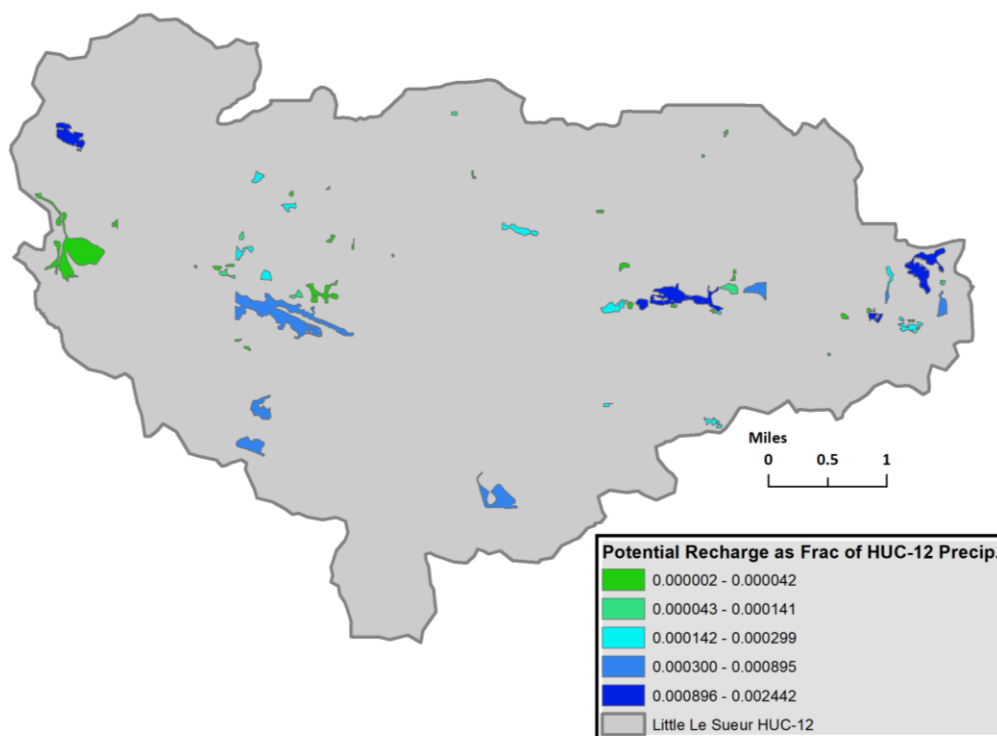 Miles
0 0.5 1
Potential Recharge as Frac of HUC-12 Precip.
0.000002 - 0.000042
0.000043 - 0.000141
0.000142 - 0.000299
0.000300 - 0.000895
0.000896 - 0.002442
Little Le Sueur HUC-12